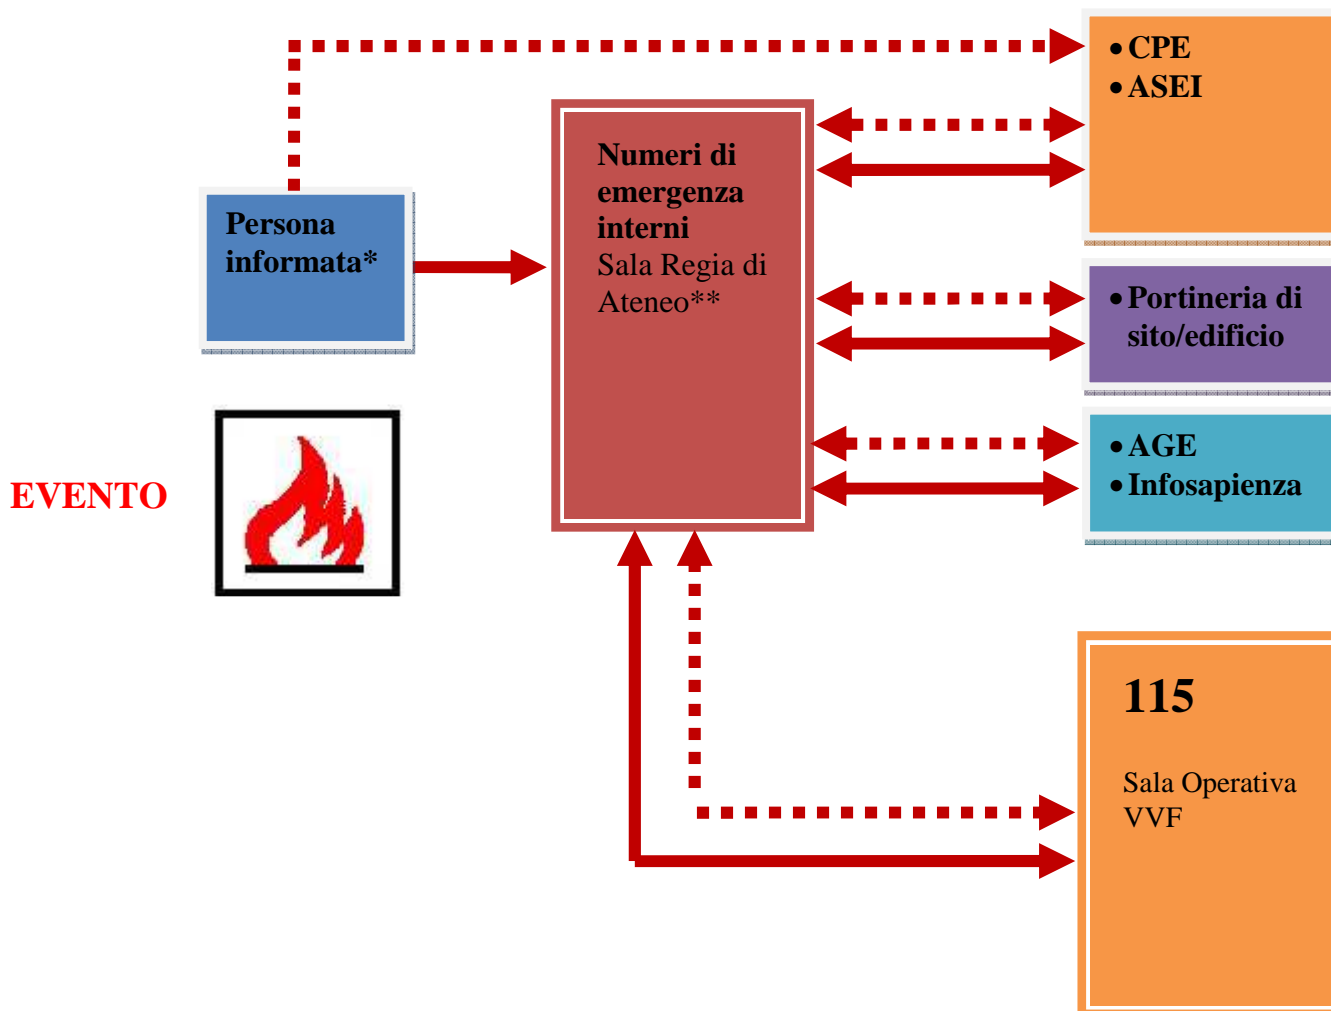 • CPE
• ASEI
Numeri di
emergenza
interni
Sala Regia di
Ateneo**
Persona
informata*
• Portineria di
sito/edificio
• AGE
• Infosapienza
EVENTO
115
Sala Operativa
VVF